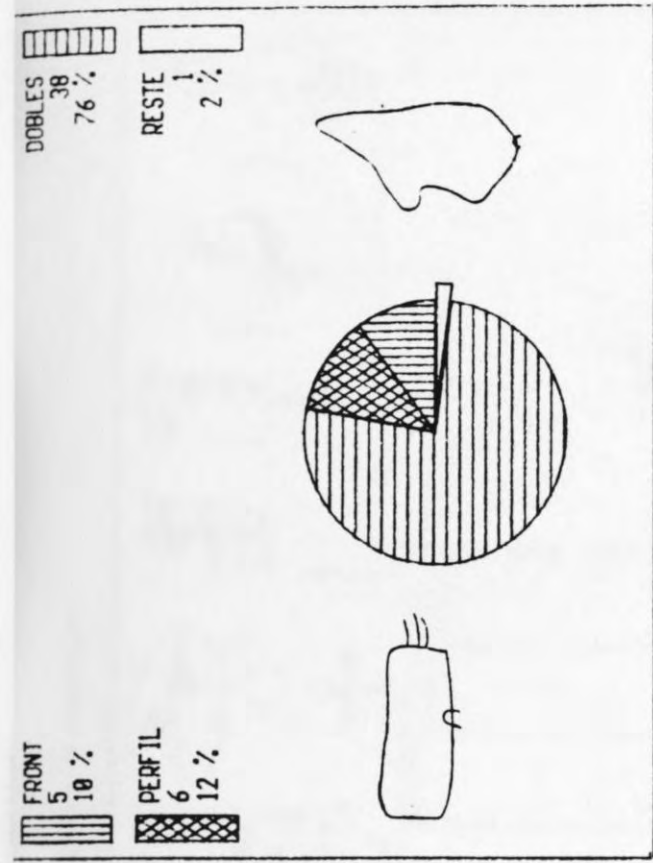 FRONT
5
10 %
PERFIL
6
12 %
DOBLES
38
76 %
RESTE
1
2 %